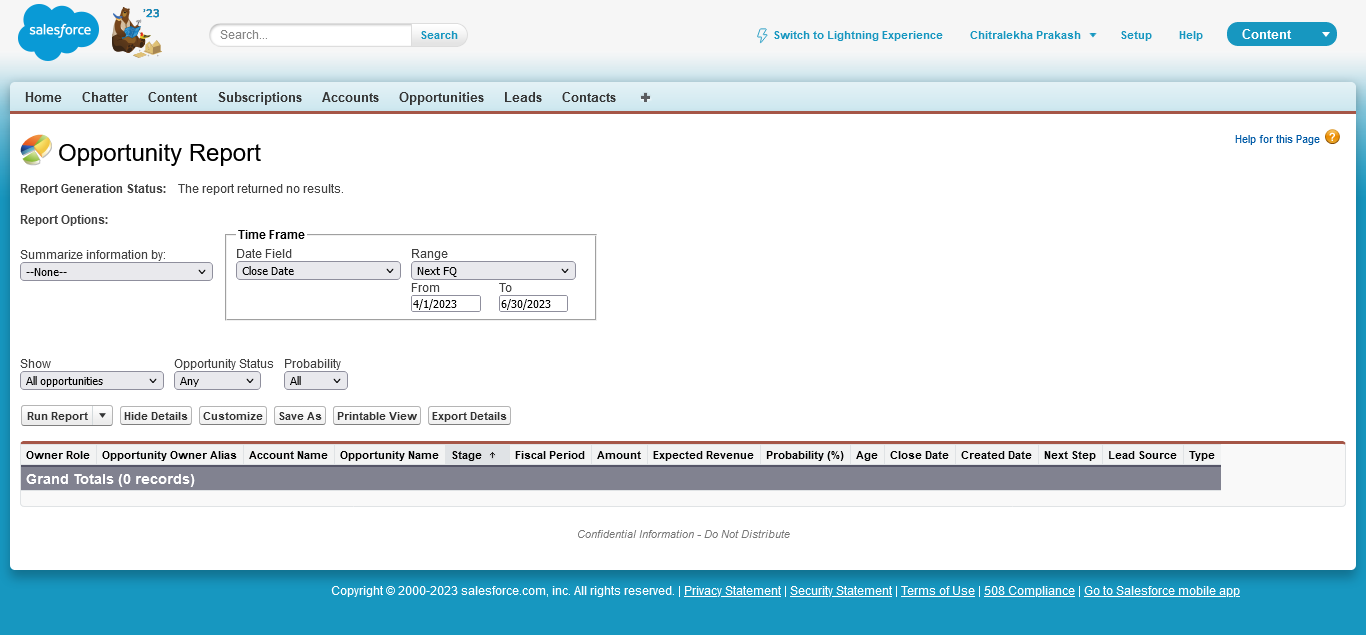 salesforce
'23
Search...
Search
Switch to Lightning Experience
Chitralekha Prakash
Setup
Help
Content
Home Chatter Content Subscriptions Accounts Opportunities Leads Contacts
Opportunity Report
Help for this Page ?
Report Generation Status: The report returned no results.
Report Options:
Time Frame
Summarize information by:
--None--
Date Field
Close Date
Range
Next FQ
From
4/1/2023
To
6/30/2023
Show
All opportunities
Opportunity Status
Any
Probability
All
Run Report Hide Details Customize Save As Printable View Export Details
Owner Role Opportunity Owner Alias Account Name Opportunity Name Stage ↑ Fiscal Period Amount Expected Revenue Probability (%) Age Close Date Created Date Next Step Lead Source Type
Grand Totals (0 records)
Confidential Information - Do Not Distribute
Copyright © 2000-2023 salesforce.com, inc. All rights reserved. | Privacy Statement | Security Statement | Terms of Use | 508 Compliance | Go to Salesforce mobile app